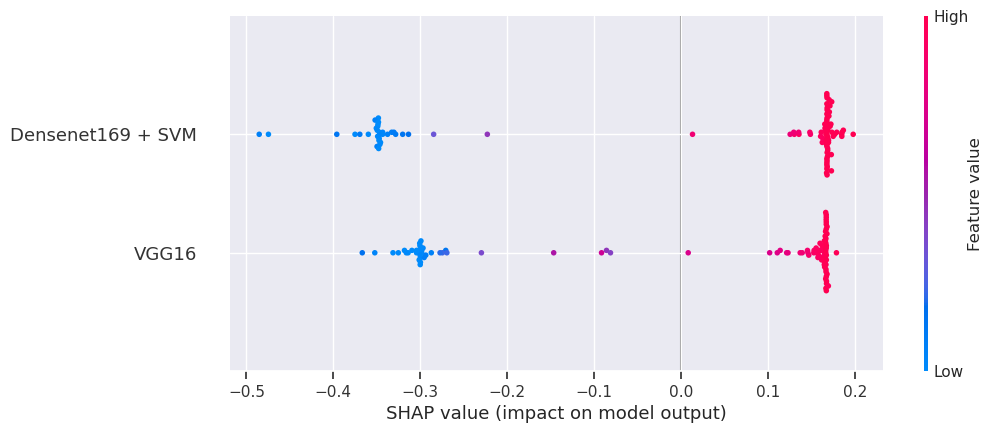 High
Densenet169 + SVM
VGG16
Feature value
Low
−0.5 −0.4 −0.3 −0.2 −0.1 0.0 0.1 0.2
SHAP value (impact on model output)